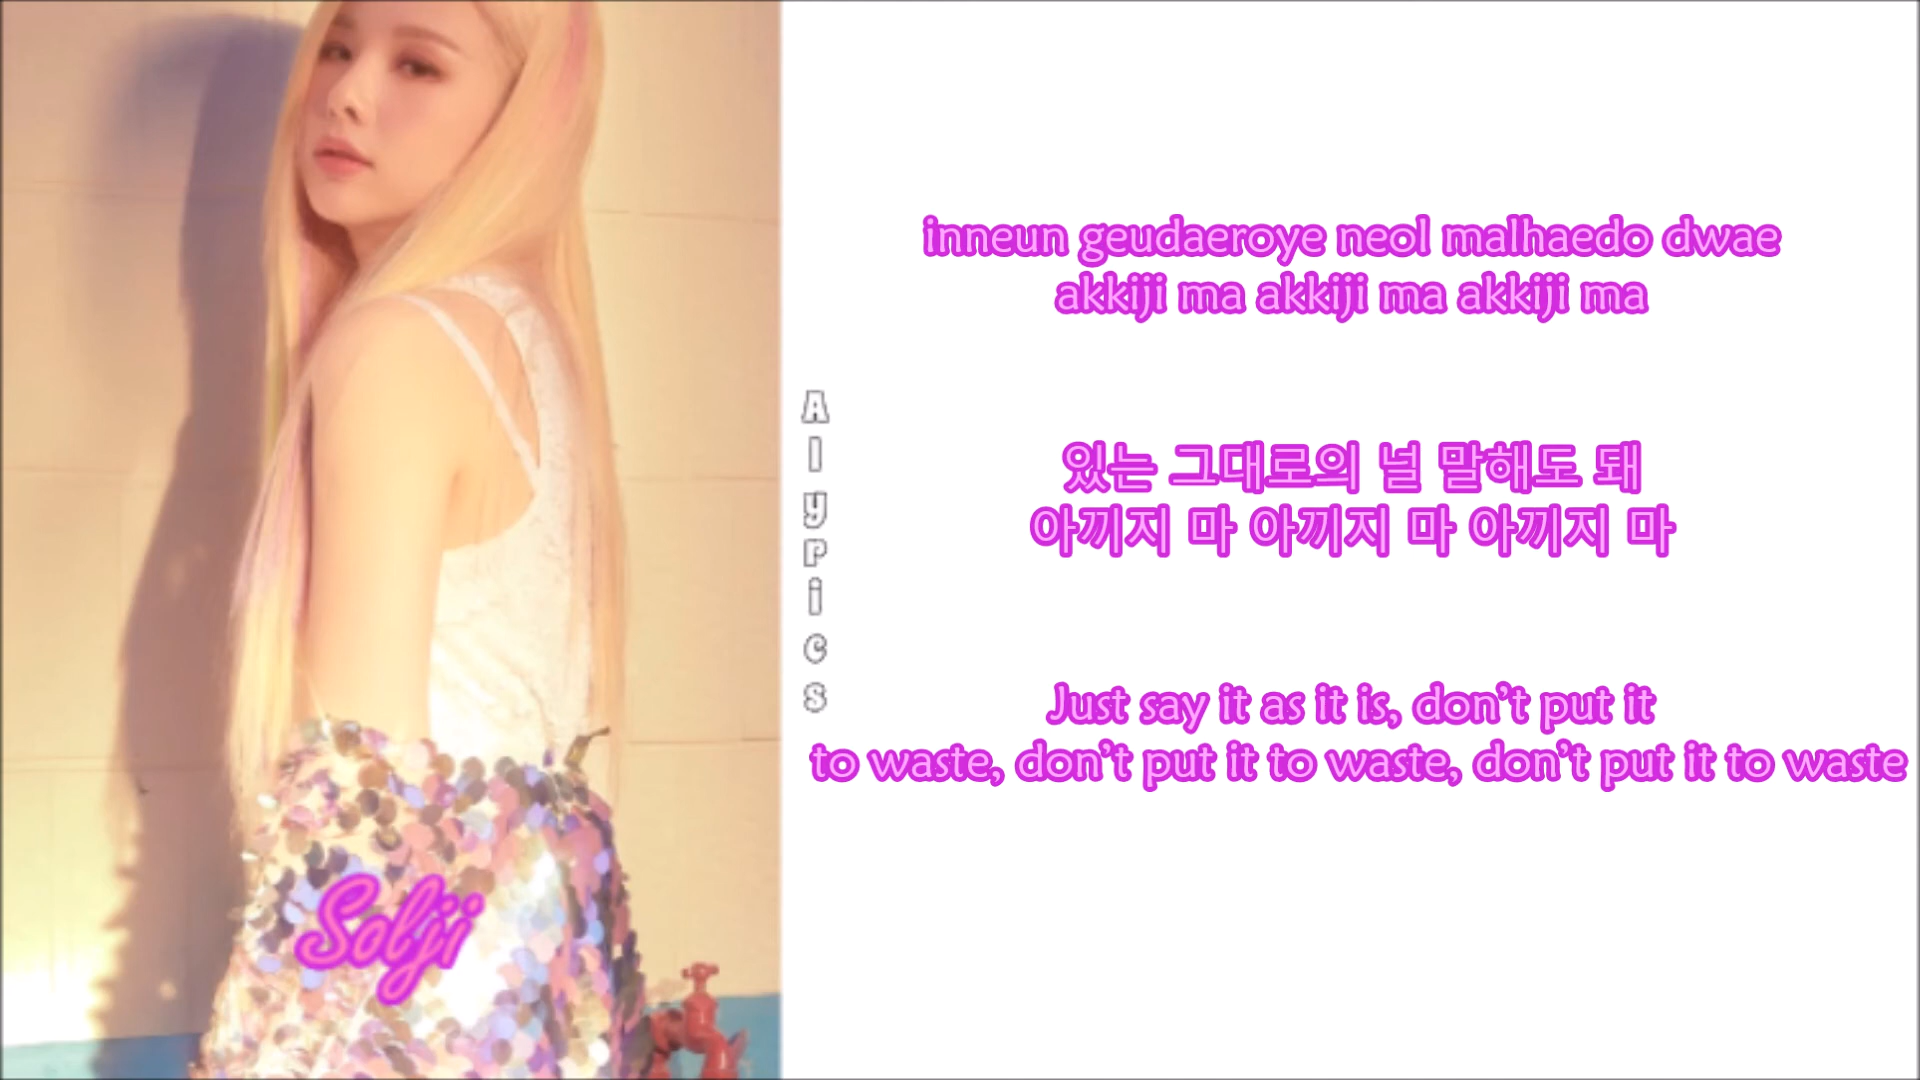 inneun geudaeroye neol malhaedo dwae
akkiji ma akkiji ma akkiji ma
있는 그대로의 널 말해도 돼
아끼지 마 아끼지 마 아끼지 마
Just say it as it is, don't put it
to waste, don't put it to waste, don't put it to waste
Alypics
Solji